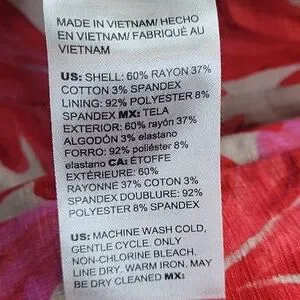 MADE IN VIETNAM/ HECHO
EN VIETNAM/ FABRIQUÉ AU
VIETNAM
US: SHELL: 60% RAYON 37%
COTTON 3% SPANDEX
LINING: 92% POLYESTER 8%
SPANDEX MX: TELA
EXTERIOR: 60% rayón 37%
ALGODÓN 3% elastano
FORRO: 92% poliéster 8%
elastano CA: ÉTOFFE
EXTÉRIEURE: 60%
RAYONNE 37% COTON 3%
SPANDEX DOUBLURE: 92%
POLYESTER 8% SPANDEX
US: MACHINE WASH COLD,
GENTLE CYCLE. ONLY
NON-CHLORINE BLEACH.
LINE DRY. WARM IRON. MAY
BE DRY CLEANED MX: